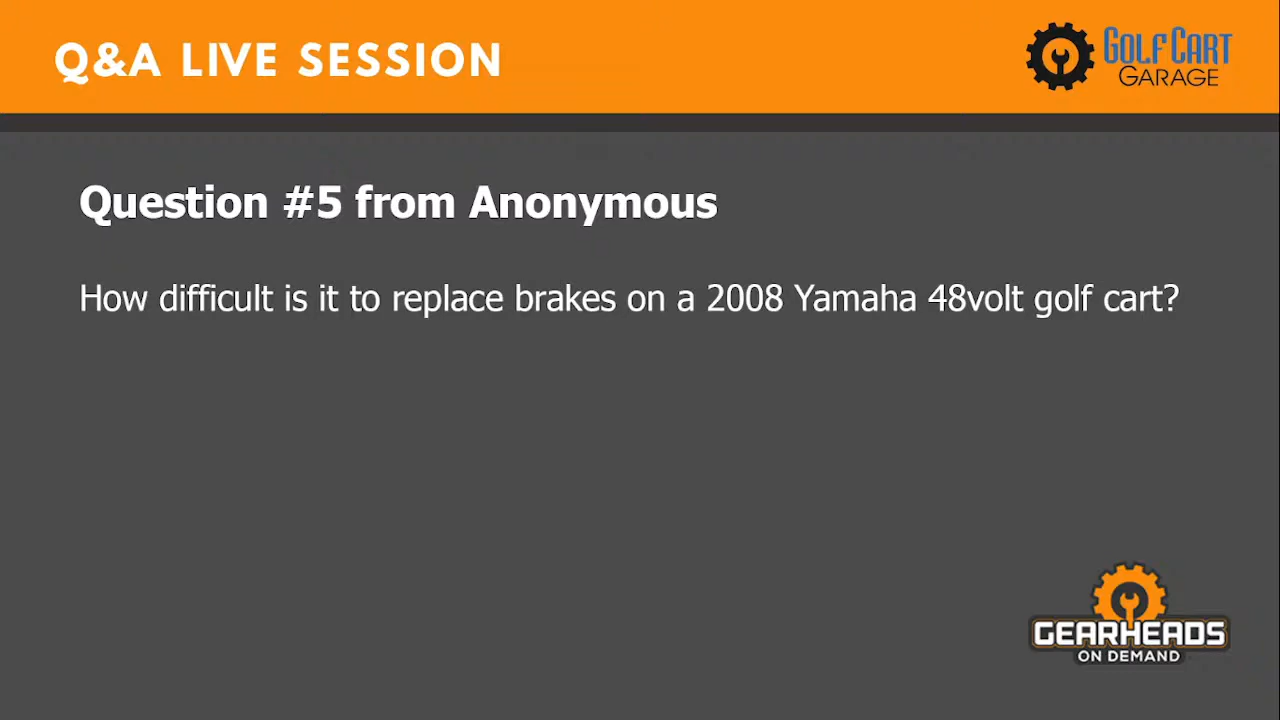 Q&A LIVE SESSION
GOLF CART
GARAGE
Question #5 from Anonymous
How difficult is it to replace brakes on a 2008 Yamaha 48volt golf cart?
GEARHEADS
ON DEMAND